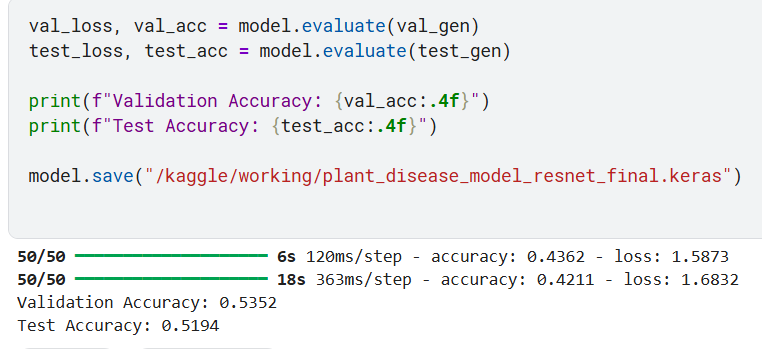 val_loss, val_acc = model.evaluate(val_gen)
test_loss, test_acc = model.evaluate(test_gen)
print(f"Validation Accuracy: {val_acc:.4f}")
print(f"Test Accuracy: {test_acc:.4f}")
model.save("/kaggle/working/plant_disease_model_resnet_final.keras")
50/50 ━━━━━━━━━━━━━━━━━━━━ 6s 120ms/step - accuracy: 0.4362 - loss: 1.5873
50/50 ━━━━━━━━━━━━━━━━━━━━ 18s 363ms/step - accuracy: 0.4211 - loss: 1.6832
Validation Accuracy: 0.5352
Test Accuracy: 0.5194